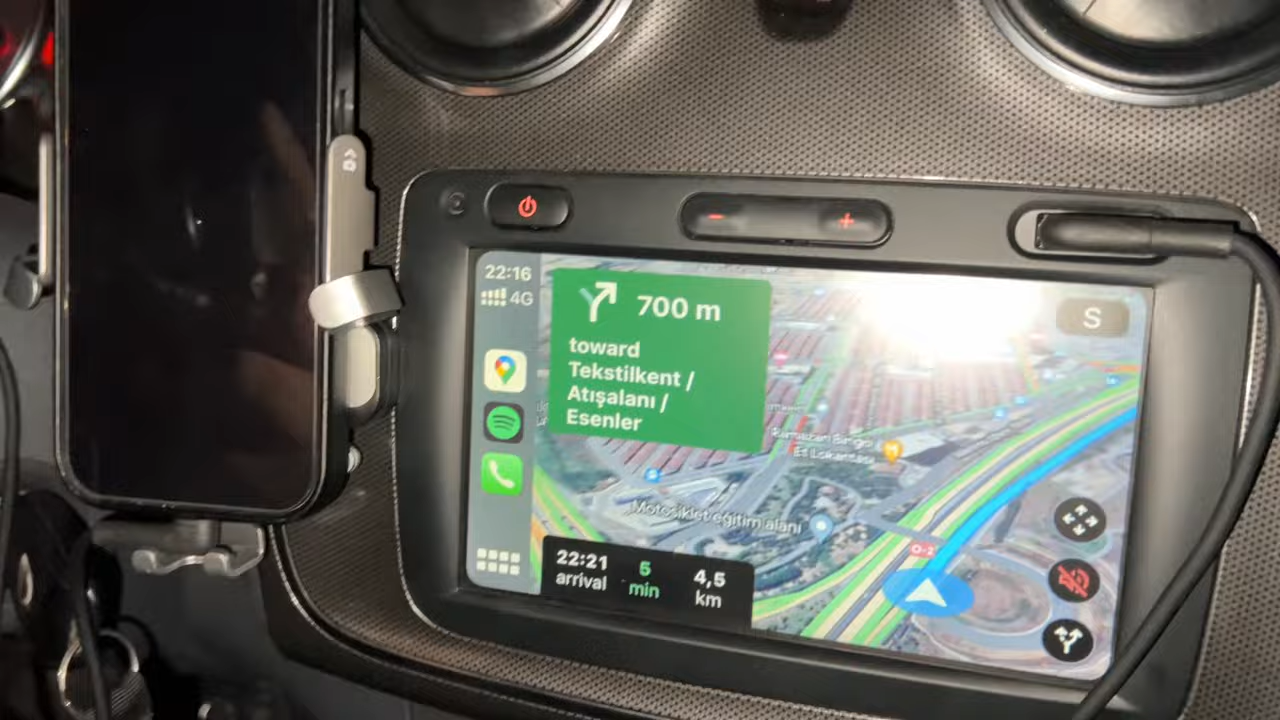 22:16
4G
700 m
toward
Tekstilkent /
Atışalanı /
Esenler
S
Ramazan Bingöl
Et Lokantası
Motosiklet eğitim alanı
O-2
22:21
arrival
5
min
4,5
km